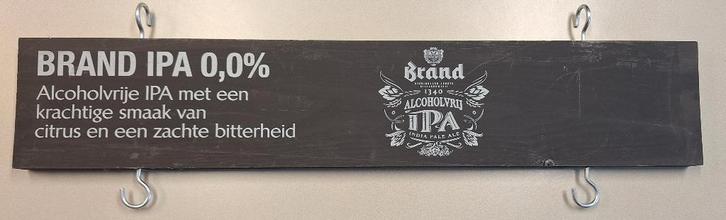 BRAND IPA 0,0%
Alcoholvrije IPA met een
krachtige smaak van
citrus en een zachte bitterheid
Brand
1340
ALCOHOLVRIJ
IPA
INDIA PALE ALE